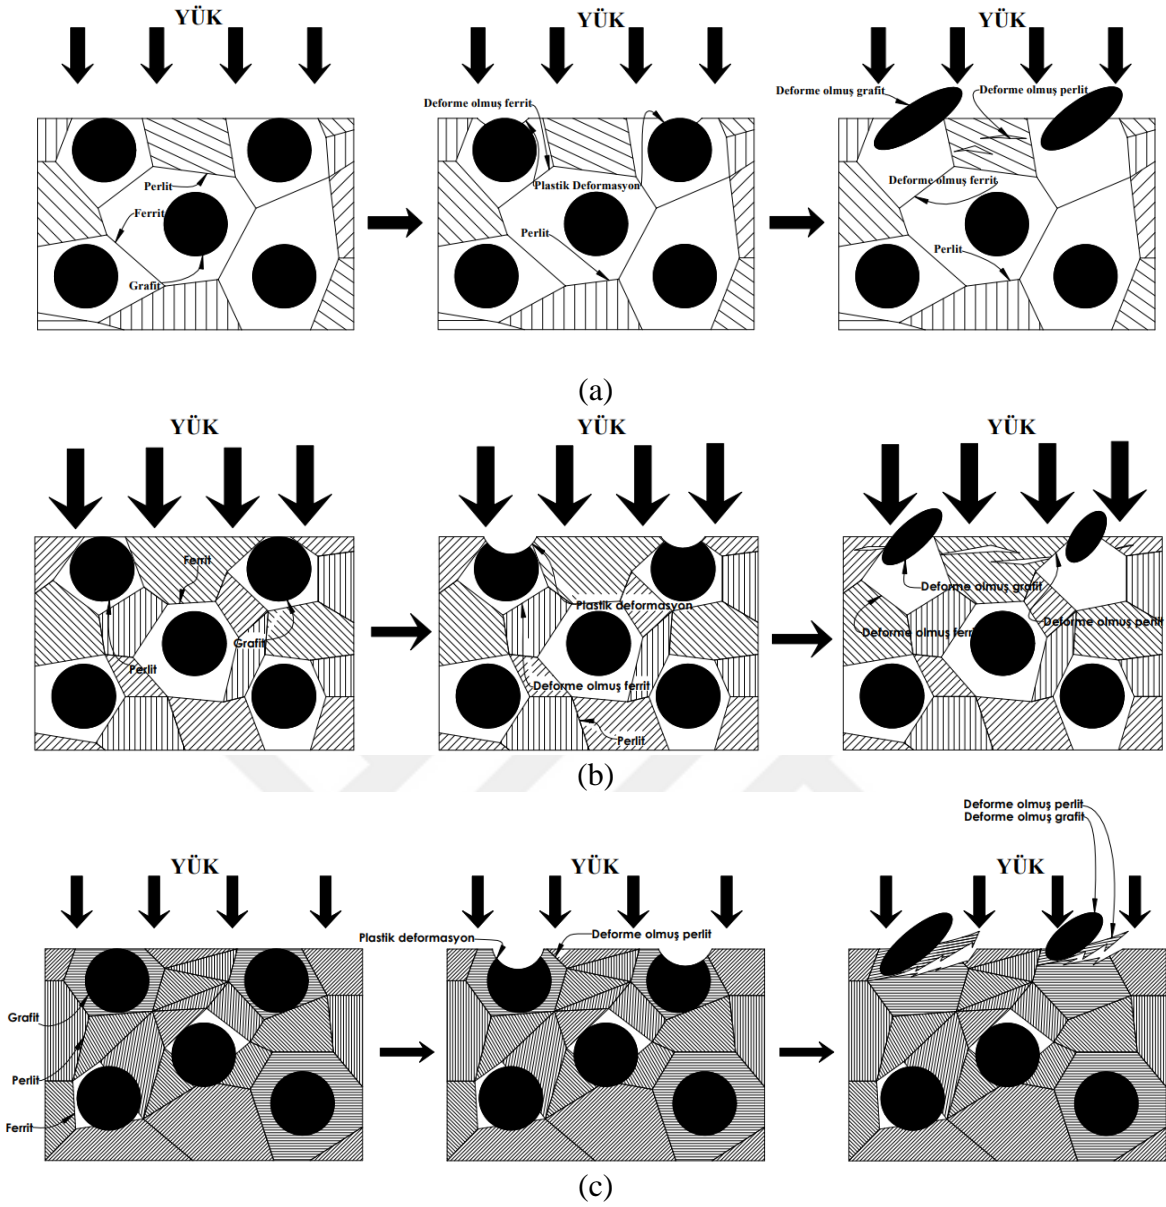 YÜK
YÜK
YÜK
Perlit
Ferrit
Grafit
Deforme olmuş ferrit
Plastik Deformasyon
Perlit
Deforme olmuş grafit
Deforme olmuş perlit
Deforme olmuş ferrit
Perlit
(a)
YÜK
YÜK
YÜK
Ferrit
Grafit
Perlit
Plastik deformasyon
Deforme olmuş ferrit
Perlit
Deforme olmuş grafit
Deforme olmuş perlit
Deforme olmuş ferrit
(b)
Deforme olmuş perlit
Deforme olmuş grafit
YÜK
YÜK
YÜK
Grafit
Perlit
Ferrit
Plastik deformasyon
Deforme olmuş perlit
(c)